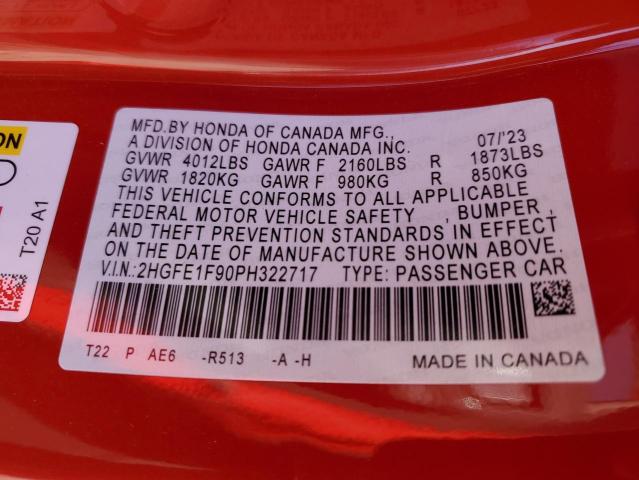 MFD.BY HONDA OF CANADA MFG., 07/'23
A DIVISION OF HONDA CANADA INC.
GVWR 4012LBS GAWR F 2160LBS R 1873LBS
GVWR 1820KG GAWR F 980KG R 850KG
THIS VEHICLE CONFORMS TO ALL APPLICABLE
FEDERAL MOTOR VEHICLE SAFETY , BUMPER,
AND THEFT PREVENTION STANDARDS IN EFFECT
ON THE DATE OF MANUFACTURE SHOWN ABOVE.
V.I.N.:2HGFE1F90PH322717 TYPE: PASSENGER CAR
T22 P AE6 -R513 -A -H MADE IN CANADA
ON
T20 A1